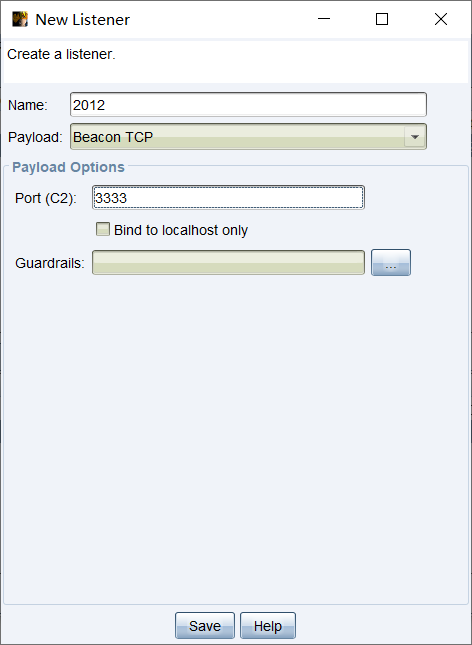 New Listener
Create a listener.
Name: 2012
Payload: Beacon TCP
Payload Options
Port (C2): 3333
Bind to localhost only
Guardrails: ...
Save Help